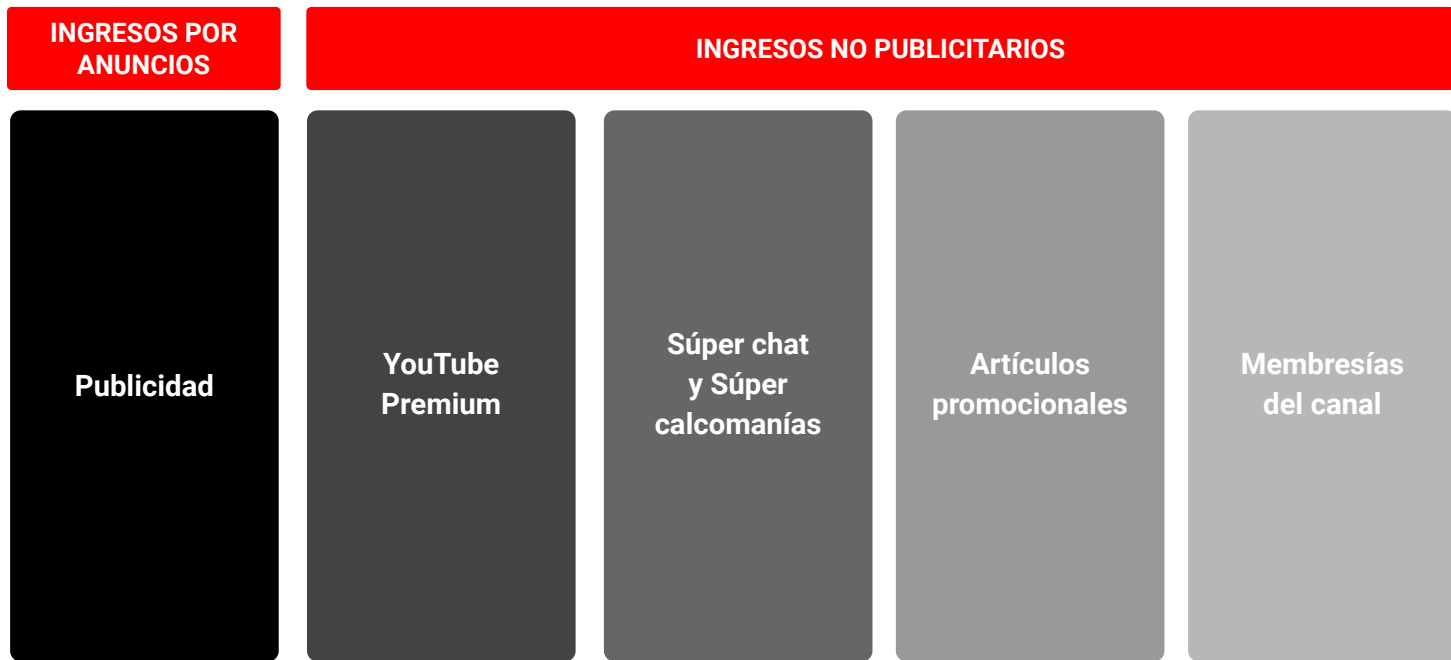 INGRESOS POR
ANUNCIOS
INGRESOS NO PUBLICITARIOS
Publicidad
YouTube
Premium
Súper chat
y Súper
calcomanías
Artículos
promocionales
Membresías
del canal